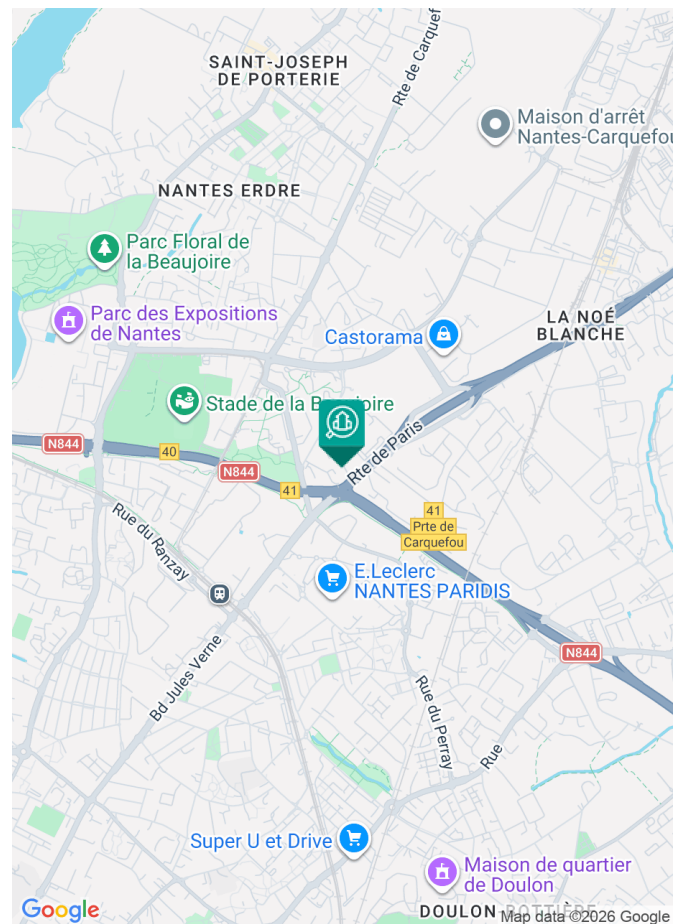 SAINT-JOSEPH
DE PORTERIE
Rte de Carquef
Maison d'arrêt
Nantes-Carquefou
NANTES ERDRE
Parc Floral de
la Beaujoire
Parc des Expositions
de Nantes
LA NOÉ
BLANCHE
Castorama
Stade de la Beaujoire
Rte de Paris
N844
40
N844
41
41
Prte de
Carquefou
Rue du Ranzay
E.Leclerc
NANTES PARIDIS
Bd Jules Verne
N844
Rue du Perray
Rue
Super U et Drive
Maison de quartier
de Doulon
DOULON BOTTIÈRE
Google
Map data ©2026 Google